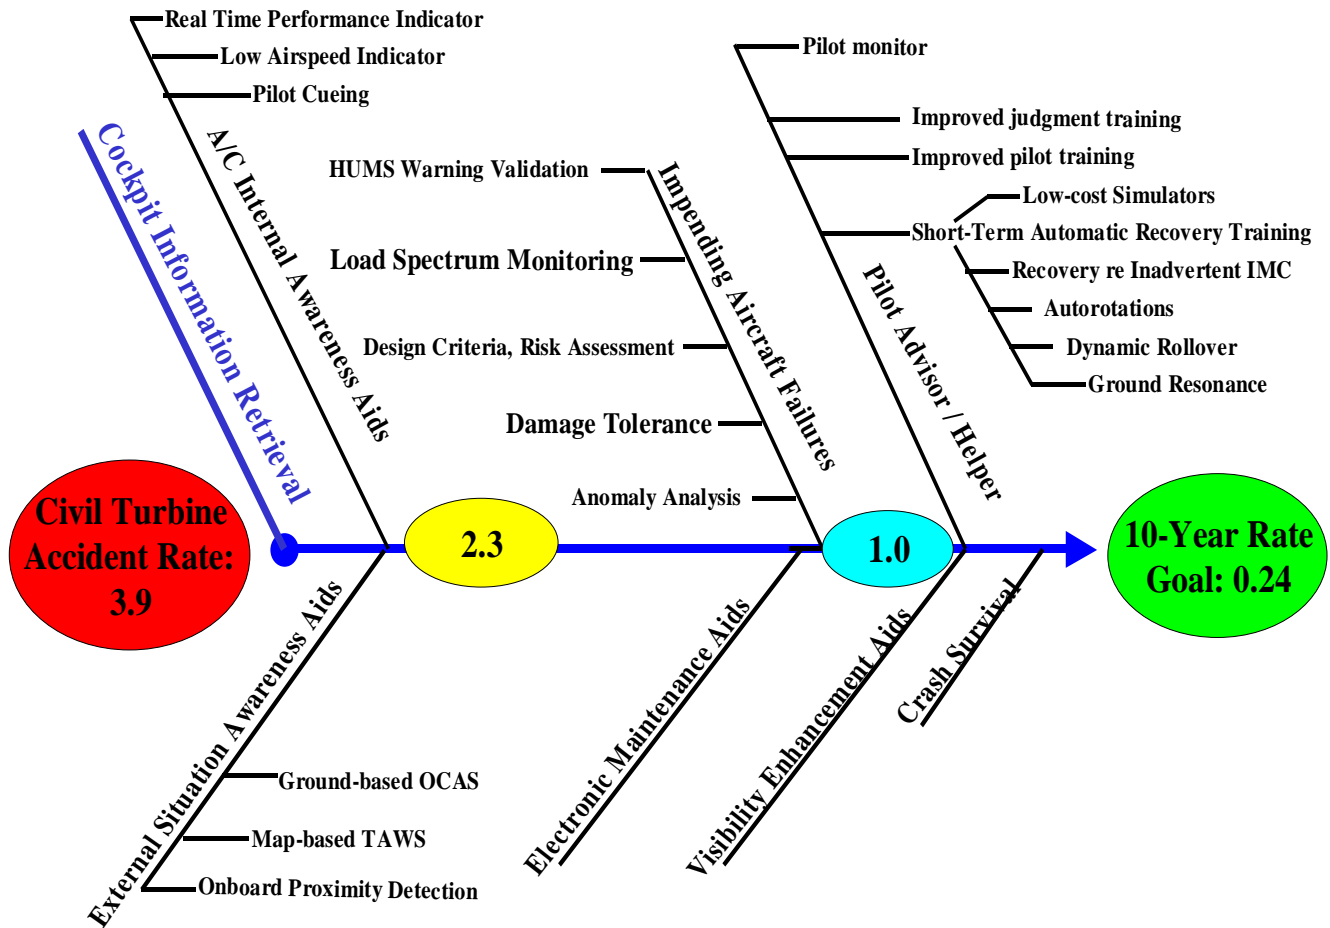 Real Time Performance Indicator
Low Airspeed Indicator
Pilot Cueing
A/C Internal Awareness Aids
Cockpit Information Retrieval
HUMS Warning Validation
Load Spectrum Monitoring
Design Criteria, Risk Assessment
Damage Tolerance
Anomaly Analysis
Impending Aircraft Failures
Pilot monitor
Improved judgment training
Improved pilot training
Low-cost Simulators
Short-Term Automatic Recovery Training
Recovery re Inadvertent IMC
Autorotations
Dynamic Rollover
Ground Resonance
Pilot Advisor / Helper
Civil Turbine
Accident Rate:
3.9
2.3
1.0
10-Year Rate
Goal: 0.24
External Situation Awareness Aids
Ground-based OCAS
Map-based TAWS
Onboard Proximity Detection
Electronic Maintenance Aids
Visibility Enhancement Aids
Crash Survival